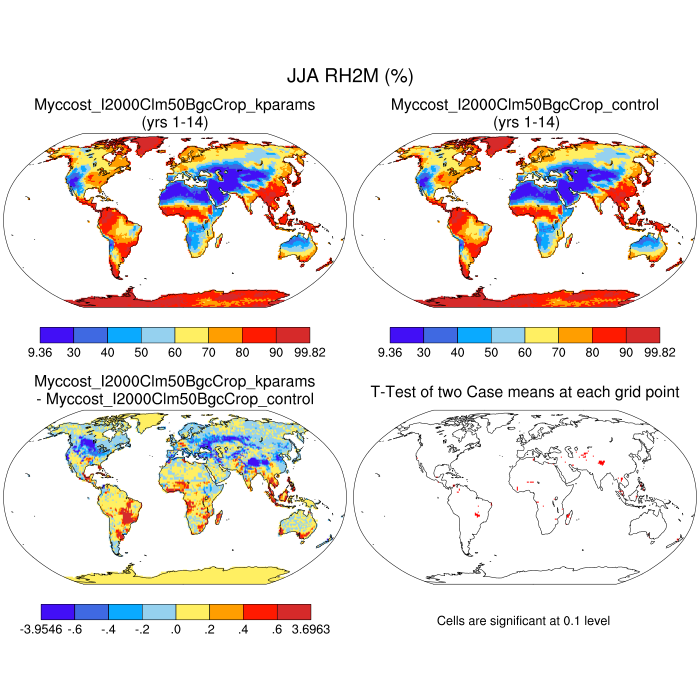 JJA RH2M (%)
Myccost_I2000Clm50BgcCrop_kparams
(yrs 1-14)
Myccost_I2000Clm50BgcCrop_control
(yrs 1-14)
9.36 30 40 50 60 70 80 90 99.82
9.36 30 40 50 60 70 80 90 99.82
Myccost_I2000Clm50BgcCrop_kparams
- Myccost_I2000Clm50BgcCrop_control
T-Test of two Case means at each grid point
-3.9546 -.6 -.4 -.2 .0 .2 .4 .6 3.6963
Cells are significant at 0.1 level